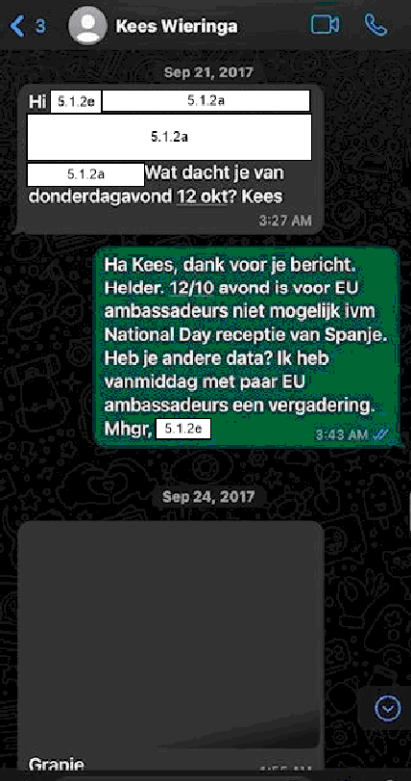 3
Kees Wieringa
Sep 21, 2017
Hi 5.1.2e 5.1.2a
5.1.2a
5.1.2a Wat dacht je van
donderdagavond 12 okt? Kees
3:27 AM
Ha Kees, dank voor je bericht.
Helder. 12/10 avond is voor EU
ambassadeurs niet mogelijk ivm
National Day receptie van Spanje.
Heb je andere data? Ik heb
vanmiddag met paar EU
ambassadeurs een vergadering.
Mhgr, 5.1.2e
3:43 AM
Sep 24, 2017